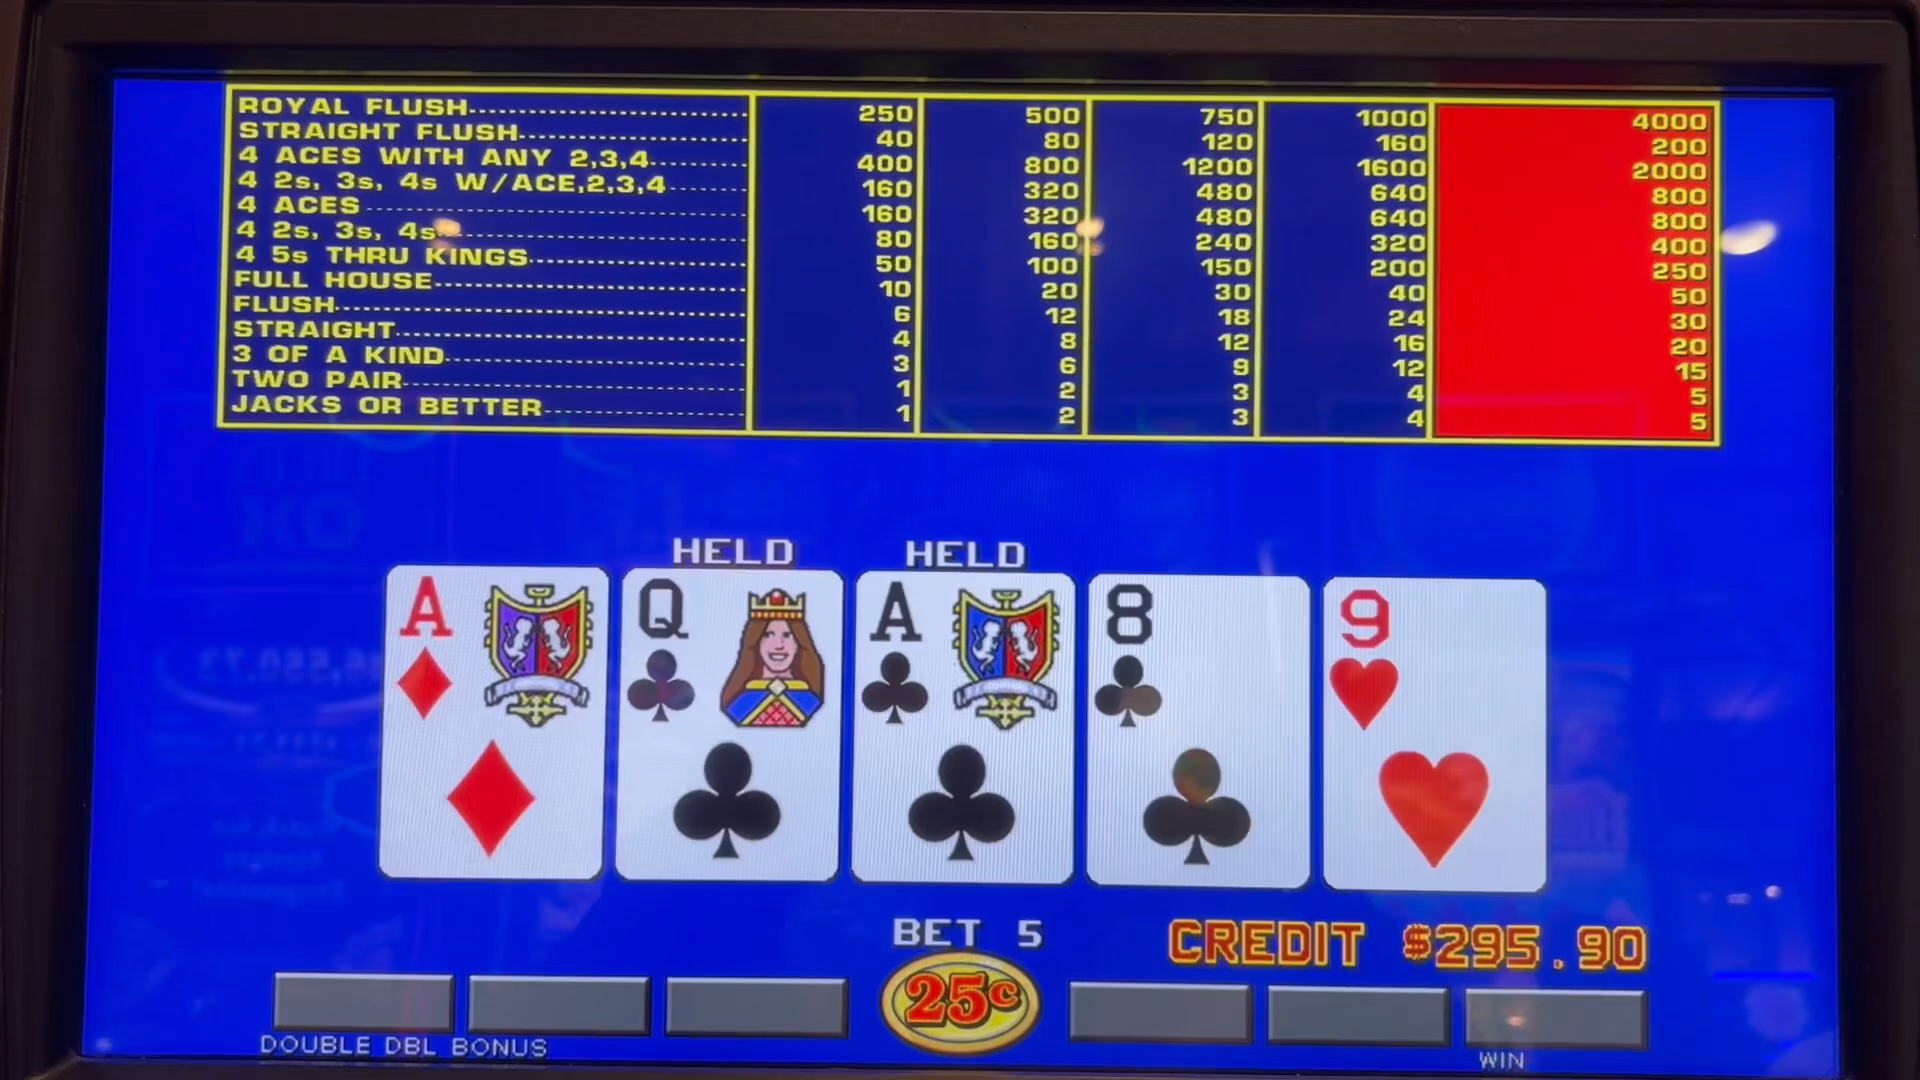 ROYAL FLUSH 250 500 750 1000 4000
STRAIGHT FLUSH 40 80 120 160 200
4 ACES WITH ANY 2,3,4 400 800 1200 1600 2000
4 2s, 3s, 4s W/ACE,2,3,4 160 320 480 640 800
4 ACES 160 320 480 640 800
4 2s, 3s, 4s 80 160 240 320 400
4 5s THRU KINGS 50 100 150 200 250
FULL HOUSE 10 20 30 40 50
FLUSH 6 12 18 24 30
STRAIGHT 4 8 12 16 20
3 OF A KIND 3 6 9 12 15
TWO PAIR 1 2 3 4 5
JACKS OR BETTER 1 2 3 4 5
HELD HELD
A Q A 8 9
BET 5 CREDIT $295.90
25¢
DOUBLE DBL BONUS WIN